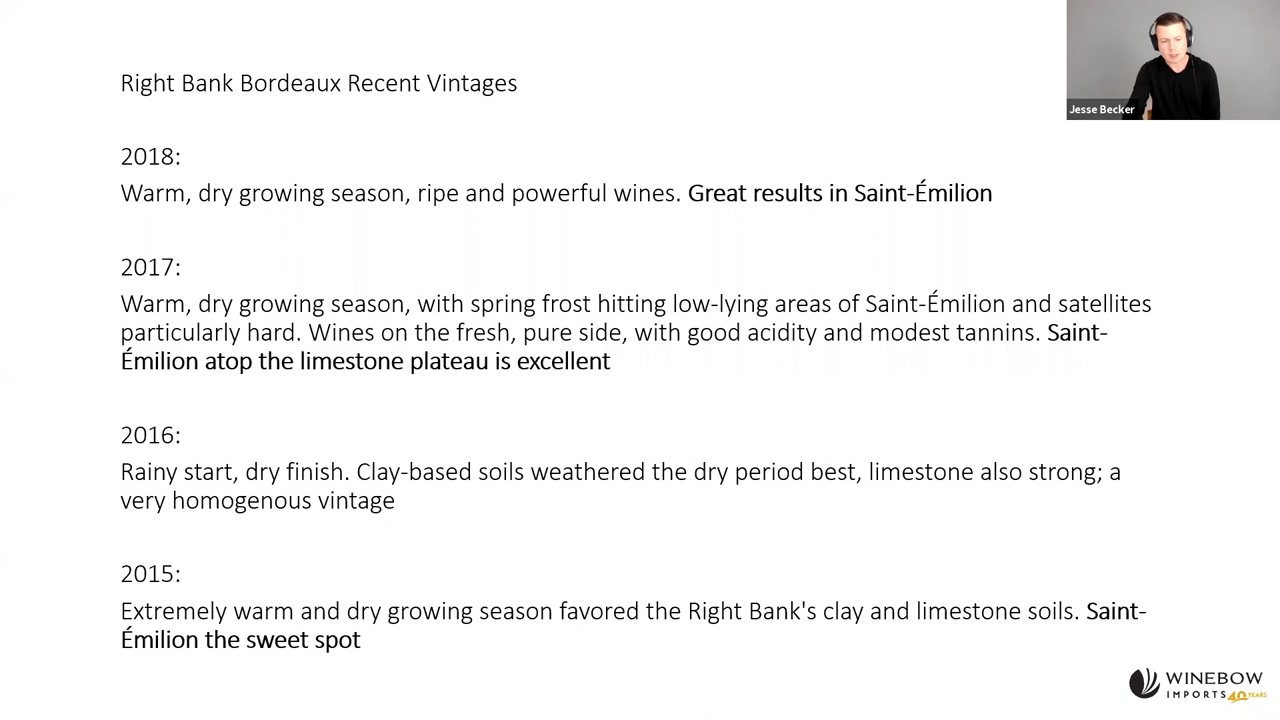 Jesse Becker
Right Bank Bordeaux Recent Vintages
2018:
Warm, dry growing season, ripe and powerful wines. Great results in Saint-Émilion
2017:
Warm, dry growing season, with spring frost hitting low-lying areas of Saint-Émilion and satellites
particularly hard. Wines on the fresh, pure side, with good acidity and modest tannins. Saint-
Émilion atop the limestone plateau is excellent
2016:
Rainy start, dry finish. Clay-based soils weathered the dry period best, limestone also strong; a
very homogenous vintage
2015:
Extremely warm and dry growing season favored the Right Bank's clay and limestone soils. Saint-
Émilion the sweet spot
WINEBOW
IMPORTS 40 YEARS